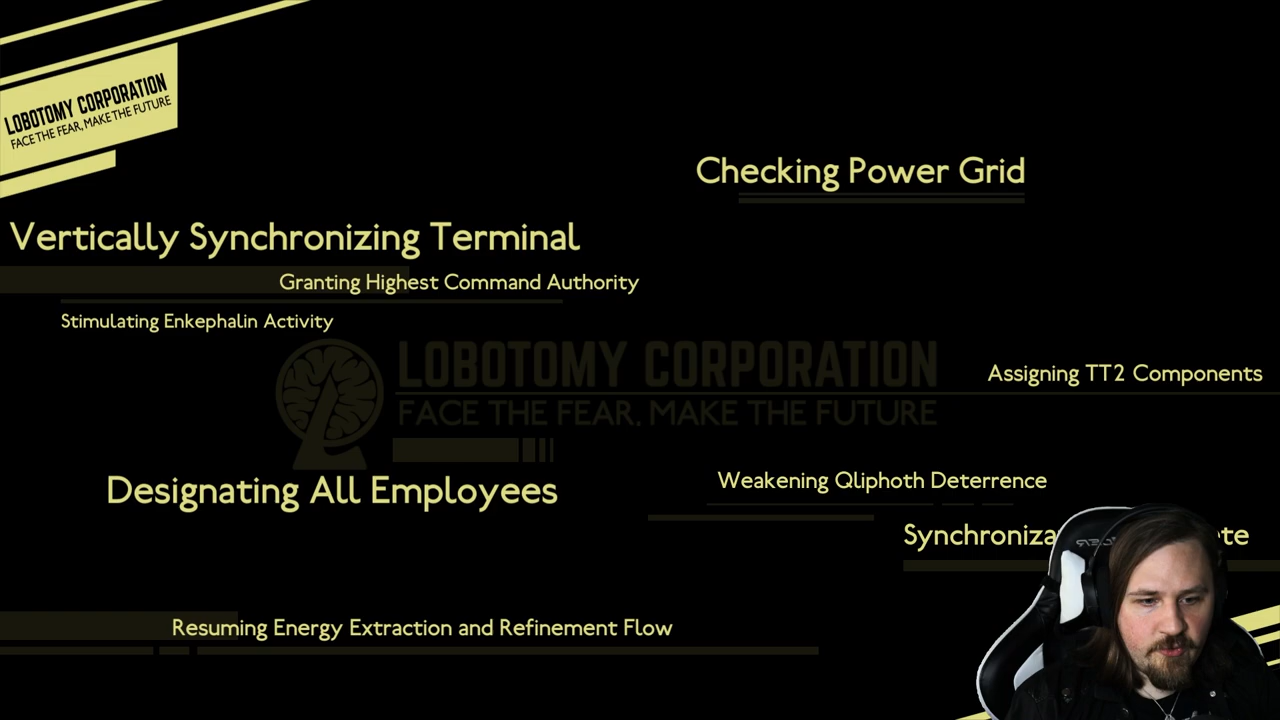 LOBOTOMY CORPORATION
FACE THE FEAR, MAKE THE FUTURE
Checking Power Grid
Vertically Synchronizing Terminal
Granting Highest Command Authority
Stimulating Enkephalin Activity
LOBOTOMY CORPORATION
FACE THE FEAR, MAKE THE FUTURE
Assigning TT2 Components
Designating All Employees
Weakening Qliphoth Deterrence
Resuming Energy Extraction and Refinement Flow